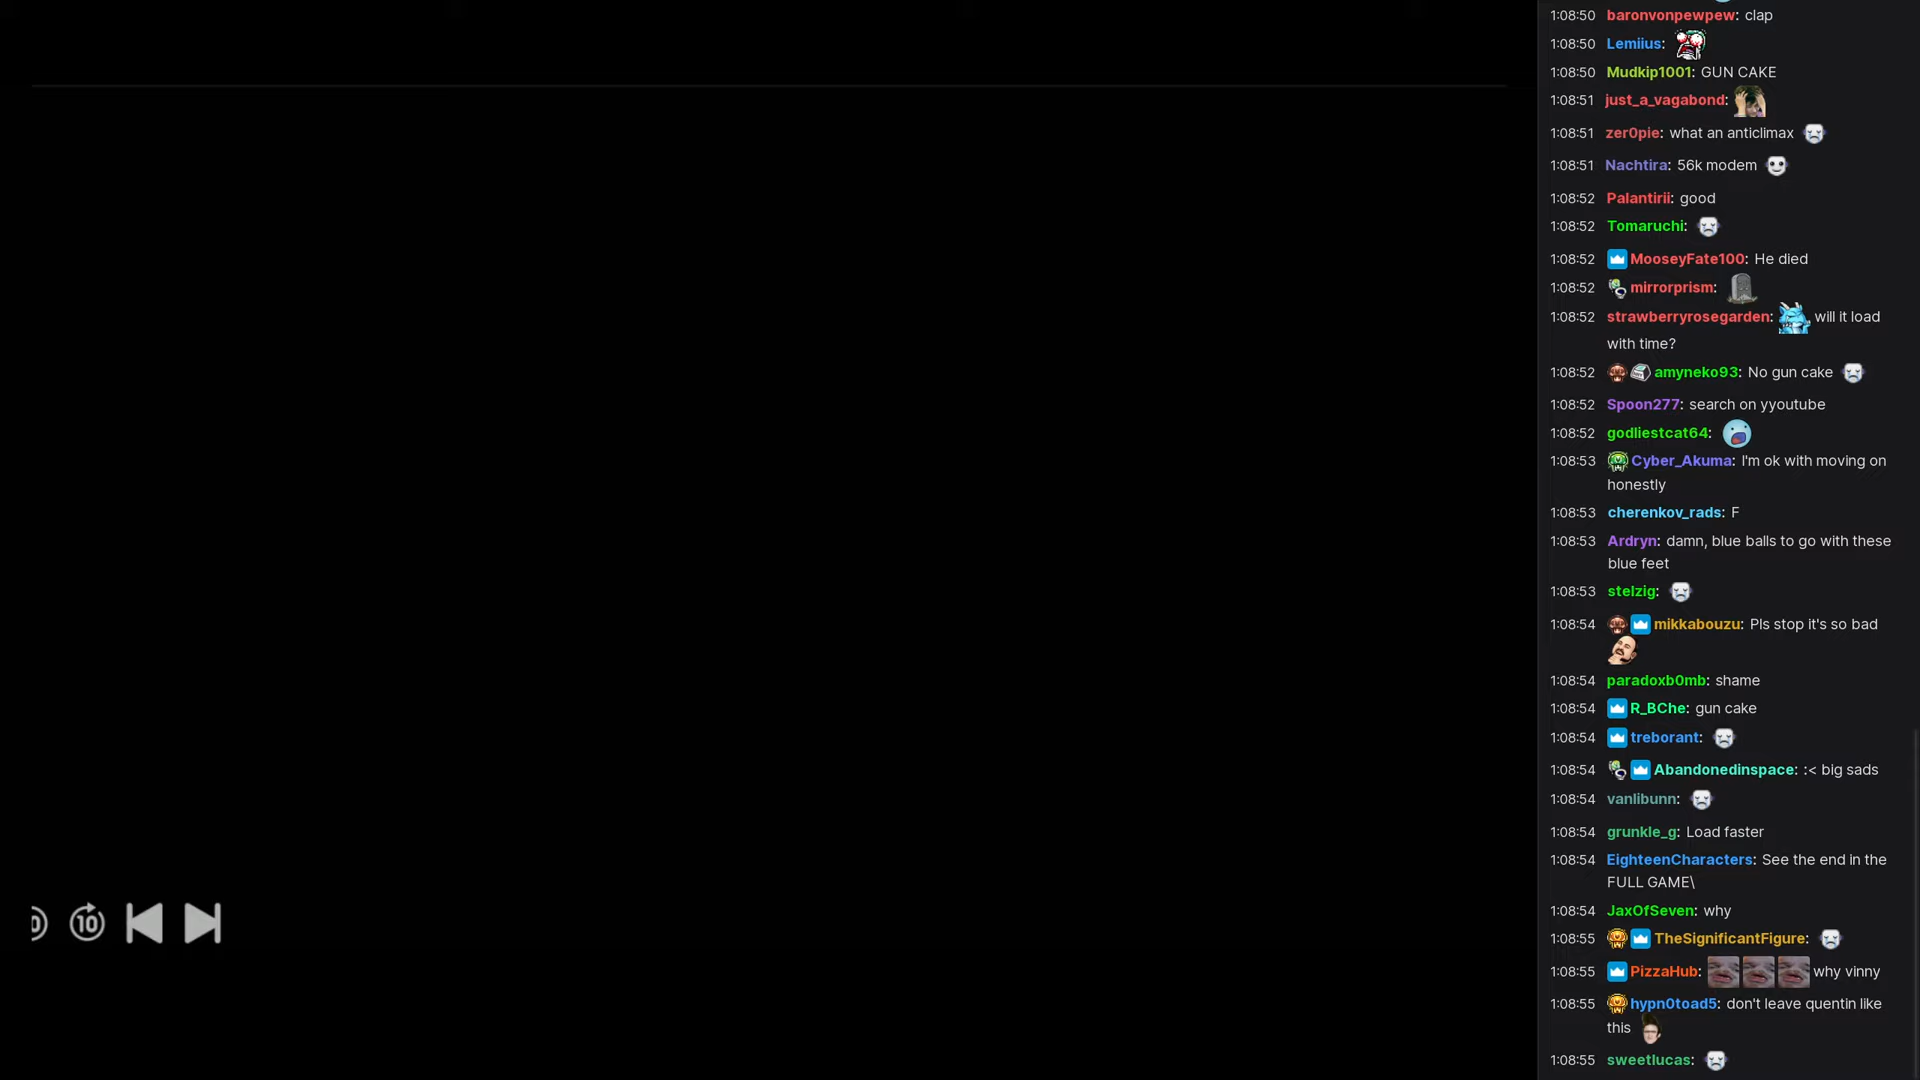 1:08:50 baronvonpewpew: clap
1:08:50 Lemiius:
1:08:50 Mudkip1001: GUN CAKE
1:08:51 just_a_vagabond:
1:08:51 zer0pie: what an anticlimax
1:08:51 Nachtira: 56k modem
1:08:52 Palantirii: good
1:08:52 Tomaruchi:
1:08:52 MooseyFate100: He died
1:08:52 mirrorprism:
1:08:52 strawberryrosegarden: will it load
with time?
1:08:52 amyneko93: No gun cake
1:08:52 Spoon277: search on yyoutube
1:08:52 godliestcat64:
1:08:53 Cyber_Akuma: I'm ok with moving on
honestly
1:08:53 cherenkov_rads: F
1:08:53 Ardryn: damn, blue balls to go with these
blue feet
1:08:53 stelzig:
1:08:54 mikkabouzu: Pls stop it's so bad
1:08:54 paradoxb0mb: shame
1:08:54 R_BChe: gun cake
1:08:54 treborant:
1:08:54 Abandonedinspace: :< big sads
1:08:54 vanlibunn:
1:08:54 grunkle_g: Load faster
1:08:54 EighteenCharacters: See the end in the
FULL GAME\
1:08:54 JaxOfSeven: why
10
1:08:55 TheSignificantFigure:
1:08:55 PizzaHub: why vinny
1:08:55 hypn0toad5: don't leave quentin like
this
1:08:55 sweetlucas: